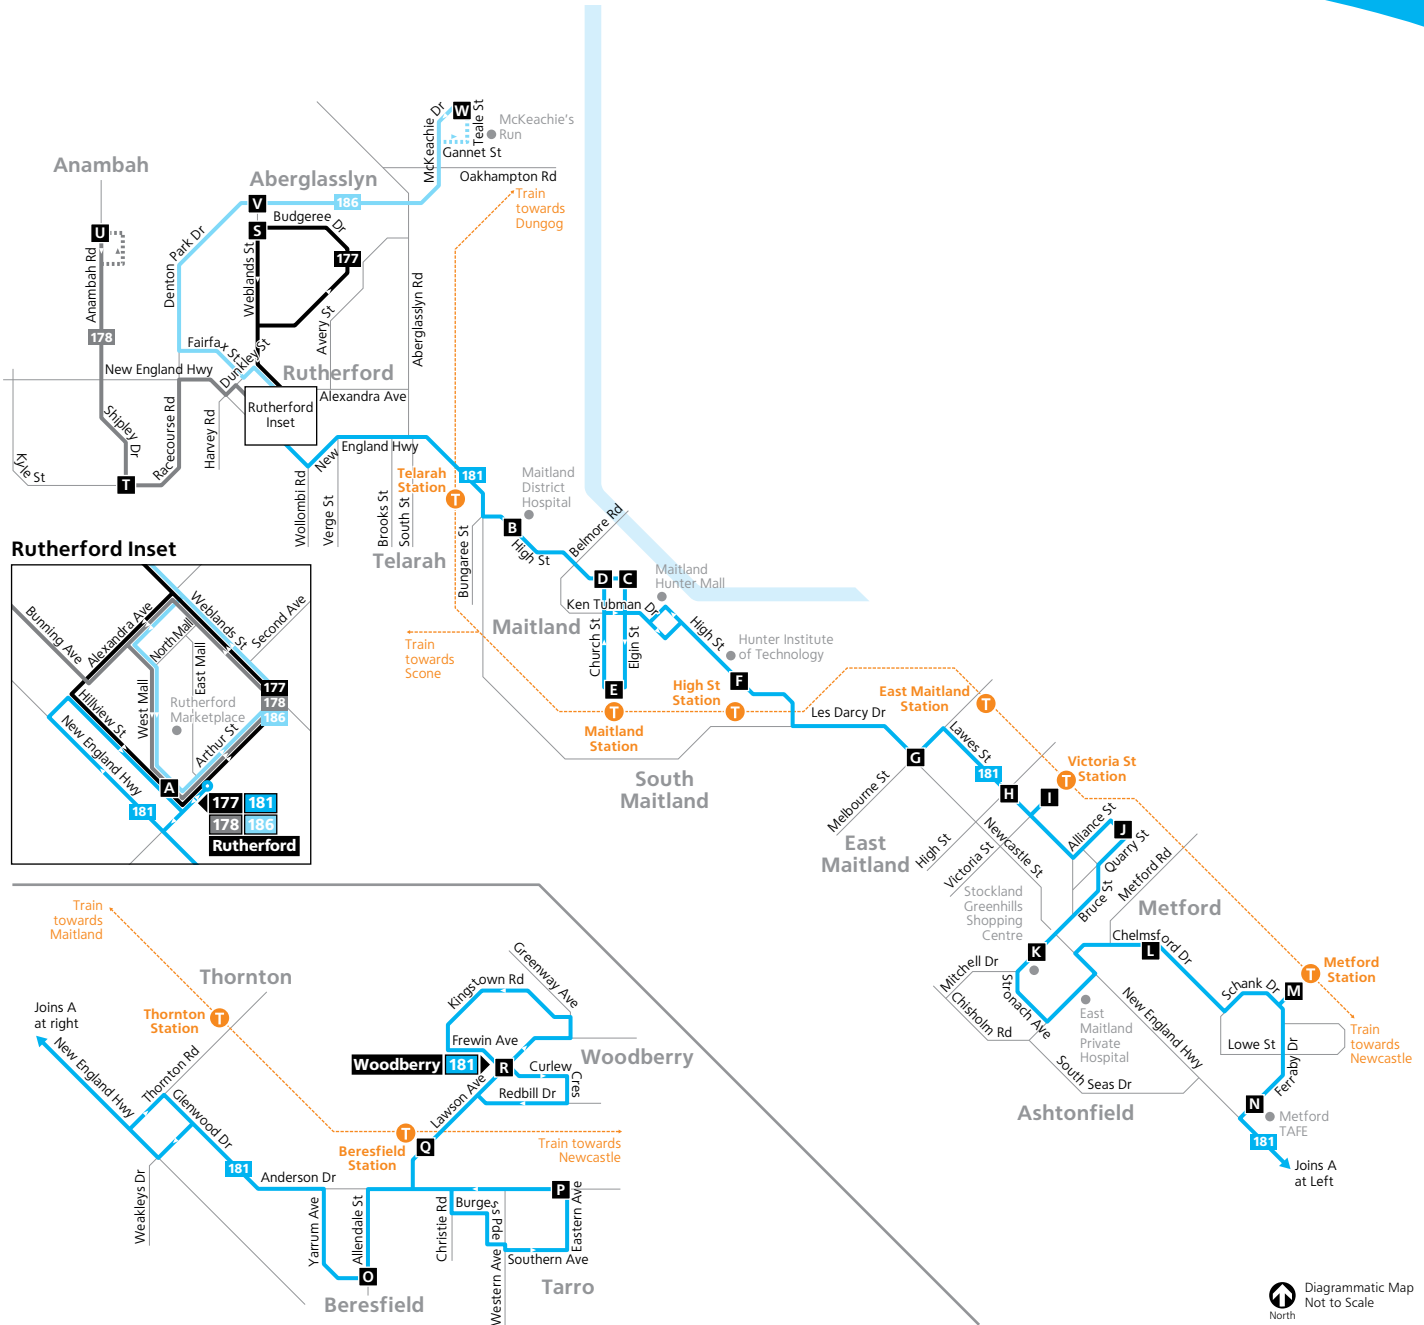 W
McKeachie Dr
Teale St
McKeachie's
Run
Gannet St
Oakhampton Rd
Anambah
Aberglasslyn
186
V
Train
towards
Dungog
S
Budgeree Dr
177
U
Anambah Rd
Denton Park Dr
Weblands St
Avery St
Aberglasslyn Rd
178
Fairfax St
Dunkley St
New England Hwy
Rutherford
Alexandra Ave
Rutherford
Inset
Shipley Dr
Racecourse Rd
Harvey Rd
Kyle St
T
New England Hwy
Wollombi Rd
Verge St
Brooks St
South St
Telarah
Station
T
181
Maitland
District
Hospital
B
High St
Belmore Rd
Telarah
Bungaree St
D
C
Maitland
Hunter Mall
Ken Tubman Dr
Maitland
Church St
Elgin St
High St
Hunter Institute
of Technology
Train
towards
Scone
E
T
Maitland
Station
High St
Station
F
T
East Maitland
Station
T
Les Darcy Dr
South
Maitland
G
Lawes St
181
Melbourne St
H
I
Victoria St
Station
T
East
Maitland
High St
Victoria St
Newcastle St
Alliance St
J
Quarry St
Bruce St
Metford Rd
Stockland
Greenhills
Shopping
Centre
Metford
K
Chelmsford Dr
L
Mitchell Dr
Stronach Ave
Chisholm Rd
East
Maitland
Private
Hospital
New England Hwy
Schank Dr
M
Metford
Station
T
Train
towards
Newcastle
Lowe St
Ferraby Dr
South Seas Dr
Ashtonfield
N
Metford
TAFE
181
Joins A
at Left
Rutherford Inset
Bunning Ave
Alexandra Ave
North Mall
Weblands St
Second Ave
East Mall
West Mall
Hillview St
New England Hwy
Rutherford
Marketplace
Arthur St
177
178
186
A
181
177
181
178
186
Rutherford
Train
towards
Maitland
Thornton
Thornton
Station
T
Joins A
at right
New England Hwy
Thornton Rd
Glenwood Dr
Weakleys Dr
181
Anderson Dr
Yarrum Ave
Allendale St
O
Beresfield
Greenway Ave
Kingstown Rd
Frewin Ave
Woodberry
181
R
Woodberry
Curlew
Cres
Redbill Dr
Lawson Ave
Beresfield
Station
T
Q
Train towards
Newcastle
P
Christie Rd
Burgess Pde
Western Ave
Southern Ave
Eastern Ave
Tarro
North
Diagrammatic Map
Not to Scale